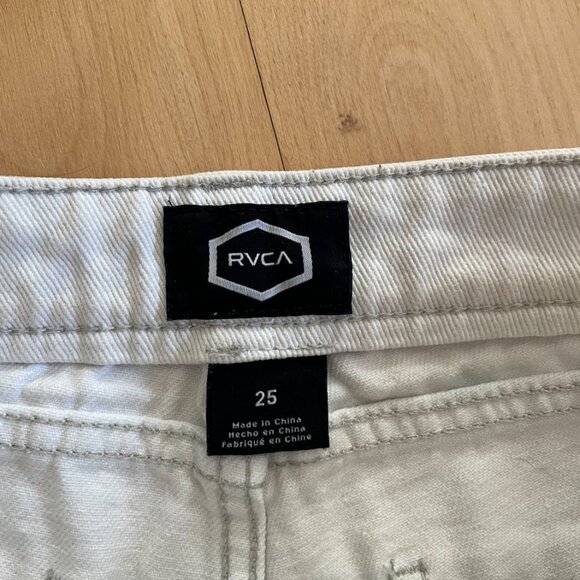 RVCA
25
Made in China
Hecho en China
Fabriqué en Chine